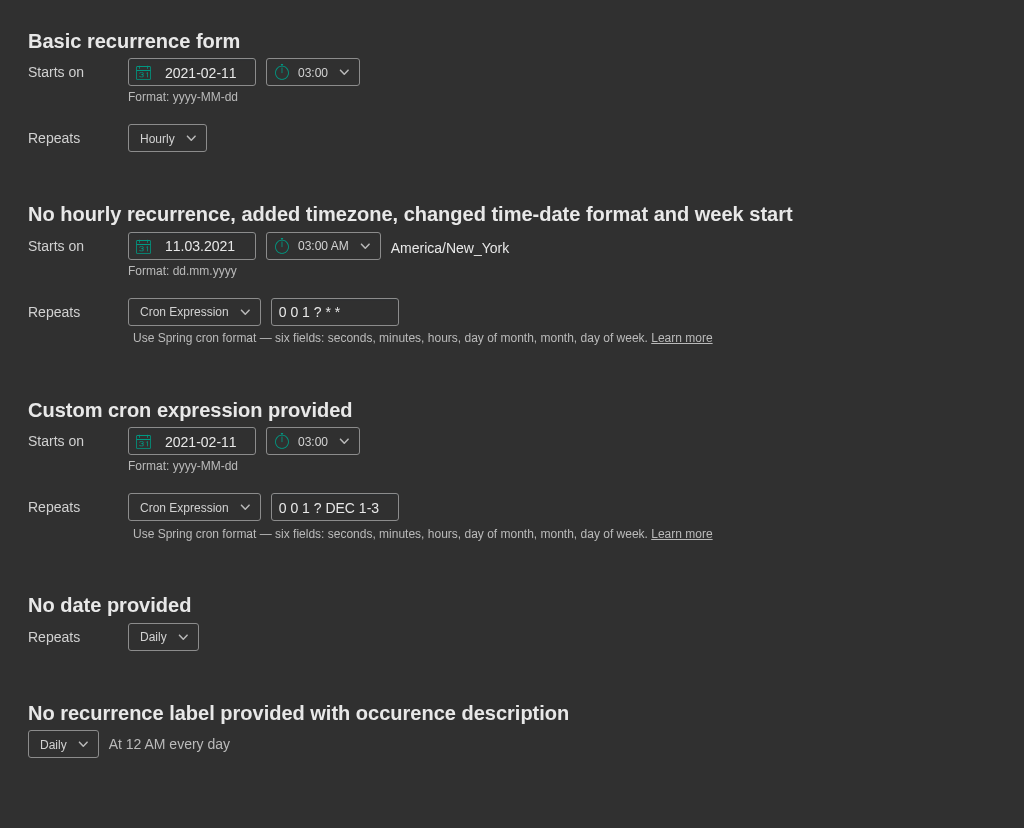 Basic recurrence form
Starts on 31 2021-02-11 03:00
Format: yyyy-MM-dd
Repeats Hourly
No hourly recurrence, added timezone, changed time-date format and week start
Starts on 31 11.03.2021 03:00 AM America/New_York
Format: dd.mm.yyyy
Repeats Cron Expression 0 0 1 ? * *
Use Spring cron format — six fields: seconds, minutes, hours, day of month, month, day of week. Learn more
Custom cron expression provided
Starts on 31 2021-02-11 03:00
Format: yyyy-MM-dd
Repeats Cron Expression 0 0 1 ? DEC 1-3
Use Spring cron format — six fields: seconds, minutes, hours, day of month, month, day of week. Learn more
No date provided
Repeats Daily
No recurrence label provided with occurence description
Daily At 12 AM every day